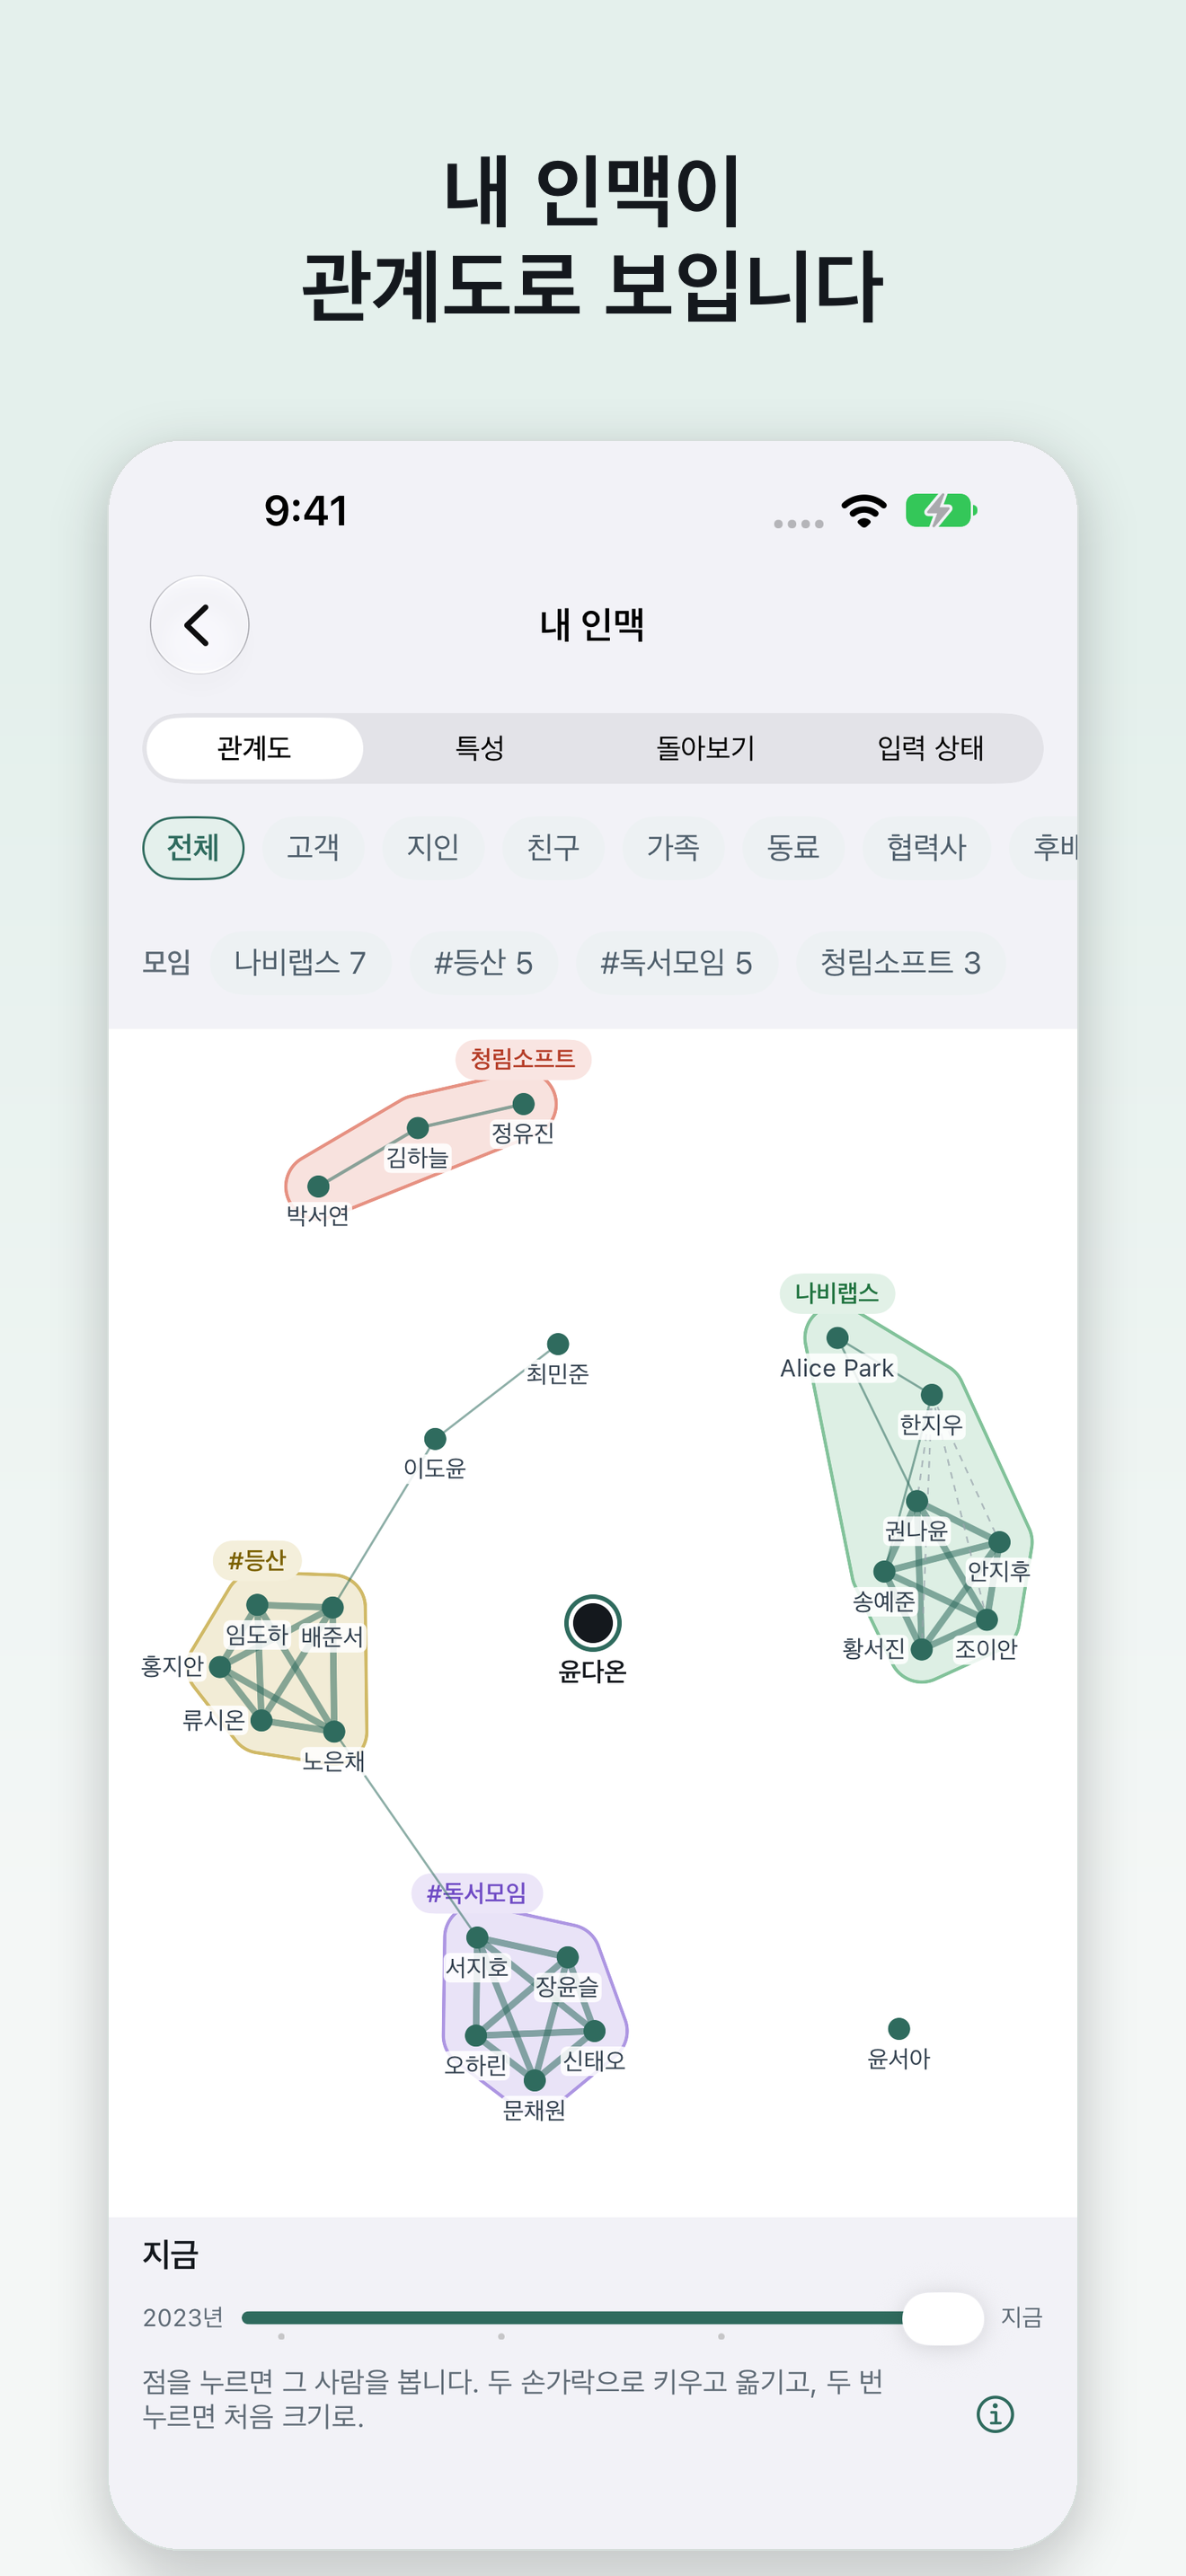 내 인맥이
관계도로 보입니다
9:41
내 인맥
관계도 특성 돌아보기 입력 상태
전체 고객 지인 친구 가족 동료 협력사
모임 나비랩스 7 #등산 5 #독서모임 5 청림소프트 3
청림소프트
정유진
김하늘
박서연
나비랩스
최민준
Alice Park
한지우
이도윤
권나윤
#등산
안지후
송예준
임도하 배준서
황서진 조이안
홍지안
윤다온
류시온
노은채
#독서모임
서지호
장윤슬
오하린 신태오
윤서아
문채원
지금
2023년 지금
점을 누르면 그 사람을 봅니다. 두 손가락으로 키우고 옮기고, 두 번
누르면 처음 크기로.